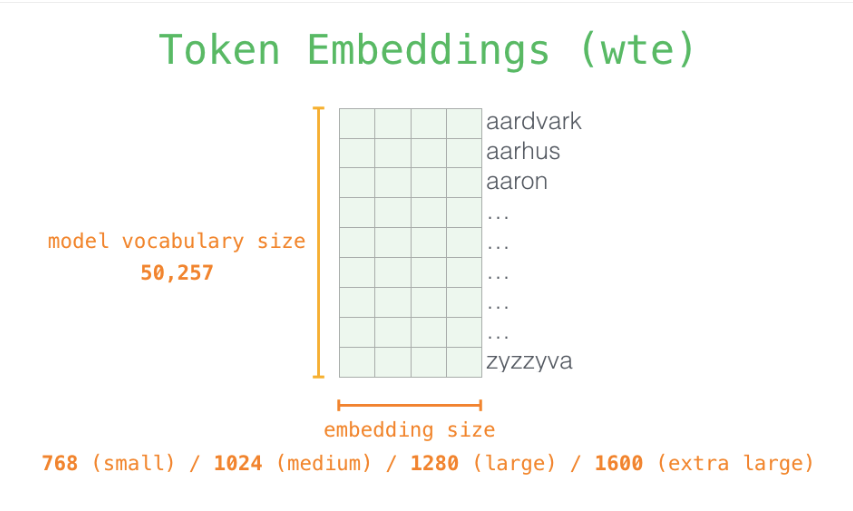 Token Embeddings (wte)
aardvark
aarhus
aaron
...
...
...
...
...
zyzzyva
model vocabulary size
50,257
embedding size
768 (small) / 1024 (medium) / 1280 (large) / 1600 (extra large)